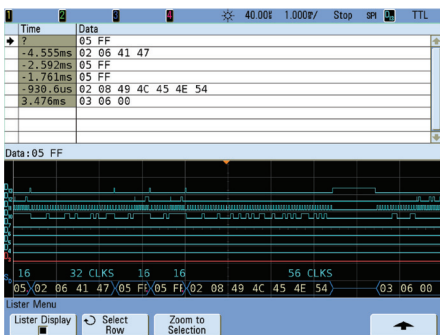 1 2 3 4 40.00% 1.000%/ Stop SPI TTL
Time Data
? 05 FF
-4.555ms 02 06 41 47
-2.592ms 05 FF
-1.761ms 05 FF
-930.6us 02 08 49 4C 45 4E 54
3.476ms 03 06 00
Data:05 FF
16 32 CLKS 16 16 56 CLKS
05 02 06 41 47 05 FF 05 FF 02 08 49 4C 45 4E 54 03 06 00
Lister Menu
Lister Display Select Row Zoom to Selection